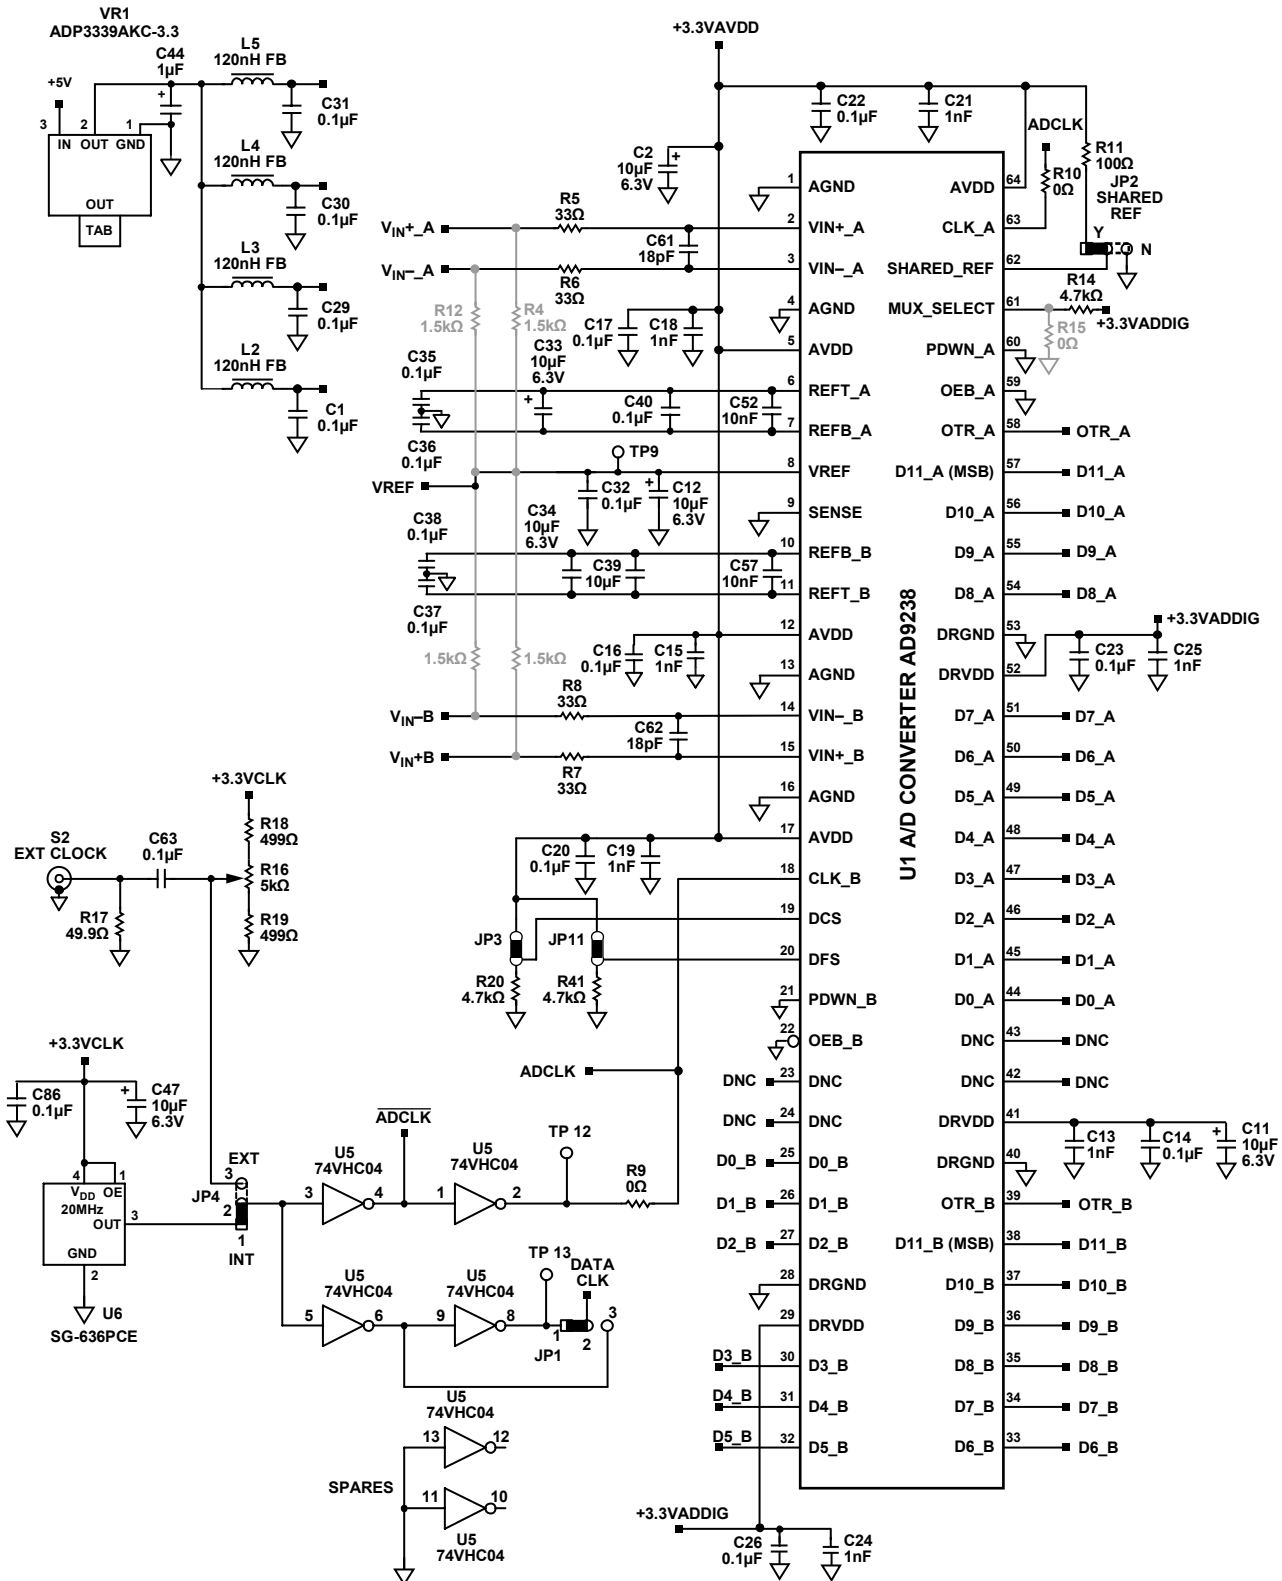 VR1
ADP3339AKC-3.3
C44
1µF
+5V
3
2
1
IN
OUT
GND
OUT
TAB
L5
120nH FB
C31
0.1µF
L4
120nH FB
C30
0.1µF
L3
120nH FB
C29
0.1µF
L2
120nH FB
C1
0.1µF
+3.3VAVDD
C22
0.1µF
C21
1nF
ADCLK
R10
0Ω
R11
100Ω
JP2
SHARED
REF
Y
N
R14
4.7kΩ
+3.3VADDIG
R15
0Ω
C2
10µF
6.3V
VIN+_A
R5
33Ω
C61
18pF
VIN–_A
R6
33Ω
R12
1.5kΩ
R4
1.5kΩ
C17
0.1µF
C18
1nF
C35
0.1µF
C33
10µF
6.3V
C40
0.1µF
C52
10nF
C36
0.1µF
TP9
VREF
C32
0.1µF
C12
10µF
6.3V
C38
0.1µF
C34
10µF
6.3V
C39
10µF
C57
10nF
C37
0.1µF
1.5kΩ
1.5kΩ
C16
0.1µF
C15
1nF
VIN–B
R8
33Ω
C62
18pF
VIN+B
R7
33Ω
C20
0.1µF
C19
1nF
JP3
JP11
R20
4.7kΩ
R41
4.7kΩ
U1 A/D CONVERTER AD9238
1 AGND
2 VIN+_A
3 VIN–_A
4 AGND
5 AVDD
6 REFT_A
7 REFB_A
8 VREF
9 SENSE
10 REFB_B
11 REFT_B
12 AVDD
13 AGND
14 VIN–_B
15 VIN+_B
16 AGND
17 AVDD
18 CLK_B
19 DCS
20 DFS
21 PDWN_B
22 OEB_B
DNC 23 DNC
DNC 24 DNC
D0_B 25 D0_B
D1_B 26 D1_B
D2_B 27 D2_B
28 DRGND
29 DRVDD
D3_B 30 D3_B
D4_B 31 D4_B
D5_B 32 D5_B
AVDD 64
CLK_A 63
SHARED_REF 62
MUX_SELECT 61
PDWN_A 60
OEB_A 59
OTR_A 58 OTR_A
D11_A (MSB) 57 D11_A
D10_A 56 D10_A
D9_A 55 D9_A
D8_A 54 D8_A
DRGND 53
DRVDD 52
+3.3VADDIG
C23
0.1µF
C25
1nF
D7_A 51 D7_A
D6_A 50 D6_A
D5_A 49 D5_A
D4_A 48 D4_A
D3_A 47 D3_A
D2_A 46 D2_A
D1_A 45 D1_A
D0_A 44 D0_A
DNC 43 DNC
DNC 42 DNC
DRVDD 41
C13
1nF
C14
0.1µF
C11
10µF
6.3V
DRGND 40
OTR_B 39 OTR_B
D11_B (MSB) 38 D11_B
D10_B 37 D10_B
D9_B 36 D9_B
D8_B 35 D8_B
D7_B 34 D7_B
D6_B 33 D6_B
+3.3VADDIG
C26
0.1µF
C24
1nF
+3.3VCLK
S2
EXT CLOCK
C63
0.1µF
R18
499Ω
R16
5kΩ
R19
499Ω
R17
49.9Ω
+3.3VCLK
C86
0.1µF
C47
10µF
6.3V
4
1
VDD
OE
20MHz
OUT
3
GND
2
U6
SG-636PCE
EXT
3
JP4
2
1
INT
ADCLK
ADCLK
U5
74VHC04
3
4
U5
74VHC04
1
2
TP 12
R9
0Ω
U5
74VHC04
5
6
U5
74VHC04
9
8
TP 13
DATA
CLK
1
2
3
JP1
U5
74VHC04
13
12
SPARES
11
10
U5
74VHC04